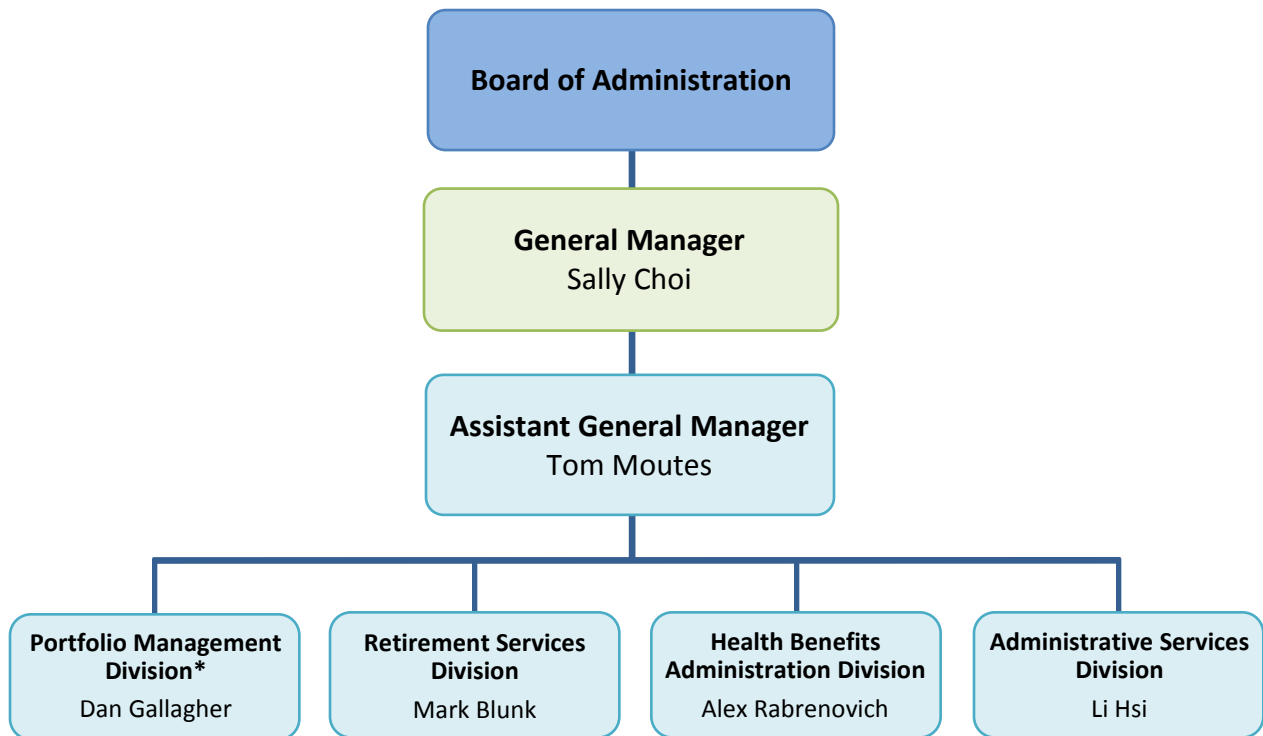 Board of Administration
General Manager
Sally Choi
Assistant General Manager
Tom Moutes
Portfolio Management
Division*
Dan Gallagher
Retirement Services
Division
Mark Blunk
Health Benefits
Administration Division
Alex Rabrenovich
Administrative Services
Division
Li Hsi